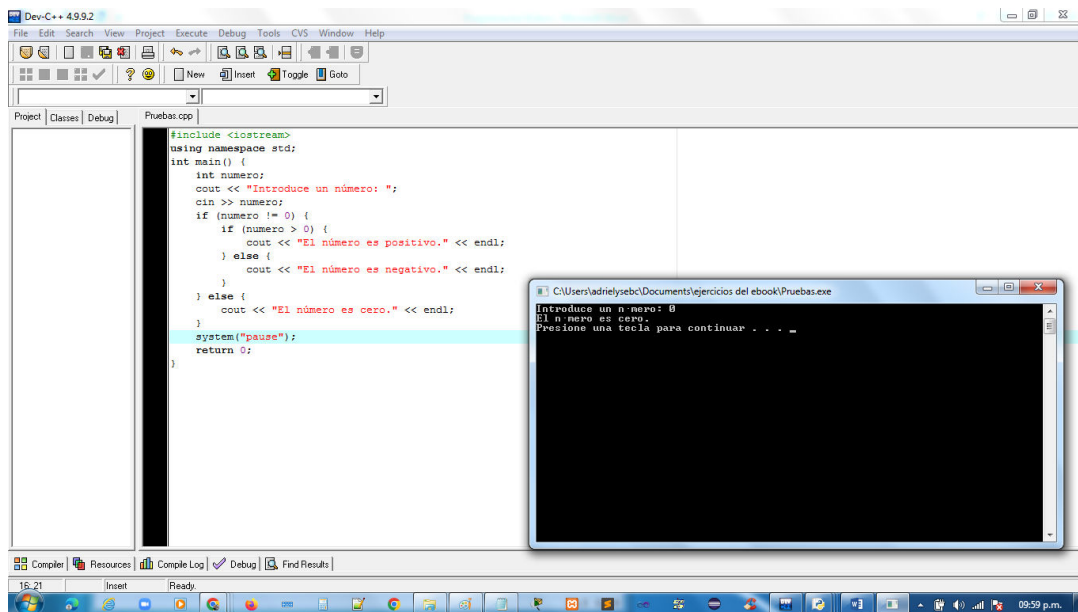 Dev-C++ 4.9.9.2
File Edit Search View Project Execute Debug Tools CVS Window Help
New Insert Toggle Goto
Project Classes Debug Pruebas.cpp
#include <iostream>
using namespace std;
int main() {
int numero;
cout << "Introduce un número: ";
cin >> numero;
if (numero != 0) {
if (numero > 0) {
cout << "El número es positivo." << endl;
} else {
cout << "El número es negativo." << endl;
}
} else {
cout << "El número es cero." << endl;
}
system("pause");
return 0;
}
C:\Users\adrielysebc\Documents\ejercicios del ebook\Pruebas.exe
Introduce un n·mero: 0
El n·mero es cero.
Presione una tecla para continuar . . . _
Compiler Resources Compile Log Debug Find Results
16: 21 Insert Ready.
09:59 p.m.